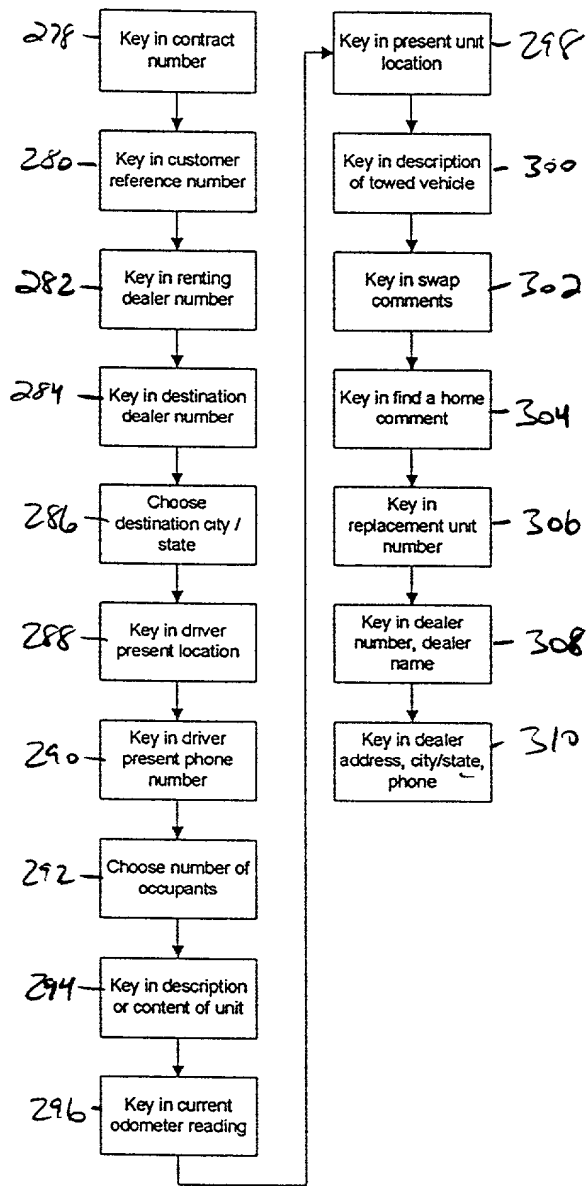 278
Key in contract
number
280
Key in customer
reference number
282
Key in renting
dealer number
284
Key in destination
dealer number
286
Choose
destination city /
state
288
Key in driver
present location
290
Key in driver
present phone
number
292
Choose number of
occupants
294
Key in description
or content of unit
296
Key in current
odometer reading
Key in present unit
location
298
Key in description
of towed vehicle
300
Key in swap
comments
302
Key in find a home
comment
304
Key in
replacement unit
number
306
Key in dealer
number, dealer
name
308
Key in dealer
address, city/state,
phone
310